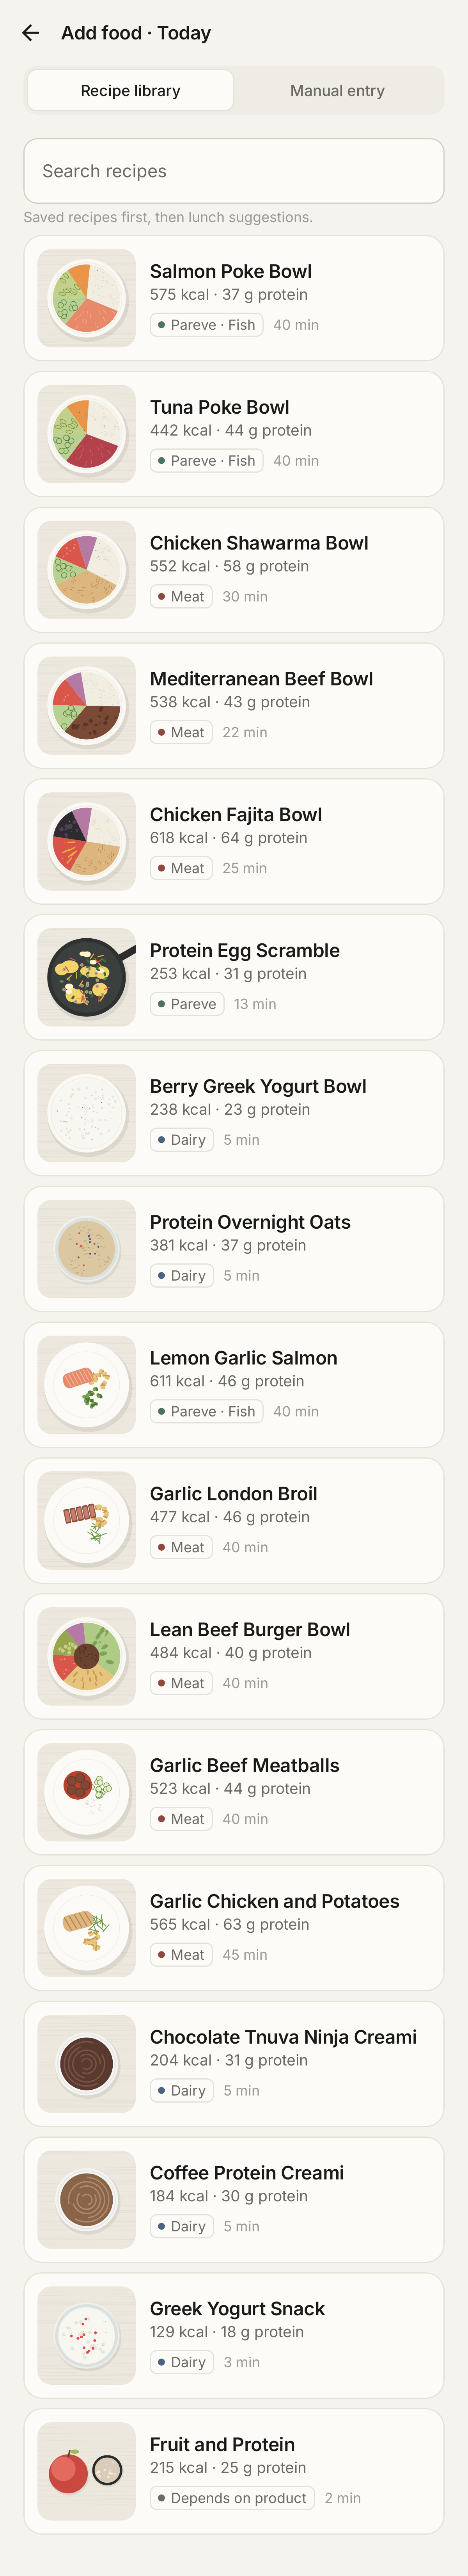 Add food · Today
Recipe library
Manual entry
Search recipes
Saved recipes first, then lunch suggestions.
Salmon Poke Bowl
575 kcal · 37 g protein
Pareve · Fish 40 min
Tuna Poke Bowl
442 kcal · 44 g protein
Pareve · Fish 40 min
Chicken Shawarma Bowl
552 kcal · 58 g protein
Meat 30 min
Mediterranean Beef Bowl
538 kcal · 43 g protein
Meat 22 min
Chicken Fajita Bowl
618 kcal · 64 g protein
Meat 25 min
Protein Egg Scramble
253 kcal · 31 g protein
Pareve 13 min
Berry Greek Yogurt Bowl
238 kcal · 23 g protein
Dairy 5 min
Protein Overnight Oats
381 kcal · 37 g protein
Dairy 5 min
Lemon Garlic Salmon
611 kcal · 46 g protein
Pareve · Fish 40 min
Garlic London Broil
477 kcal · 46 g protein
Meat 40 min
Lean Beef Burger Bowl
484 kcal · 40 g protein
Meat 40 min
Garlic Beef Meatballs
523 kcal · 44 g protein
Meat 40 min
Garlic Chicken and Potatoes
565 kcal · 63 g protein
Meat 45 min
Chocolate Tnuva Ninja Creami
204 kcal · 31 g protein
Dairy 5 min
Coffee Protein Creami
184 kcal · 30 g protein
Dairy 5 min
Greek Yogurt Snack
129 kcal · 18 g protein
Dairy 3 min
Fruit and Protein
215 kcal · 25 g protein
Depends on product 2 min